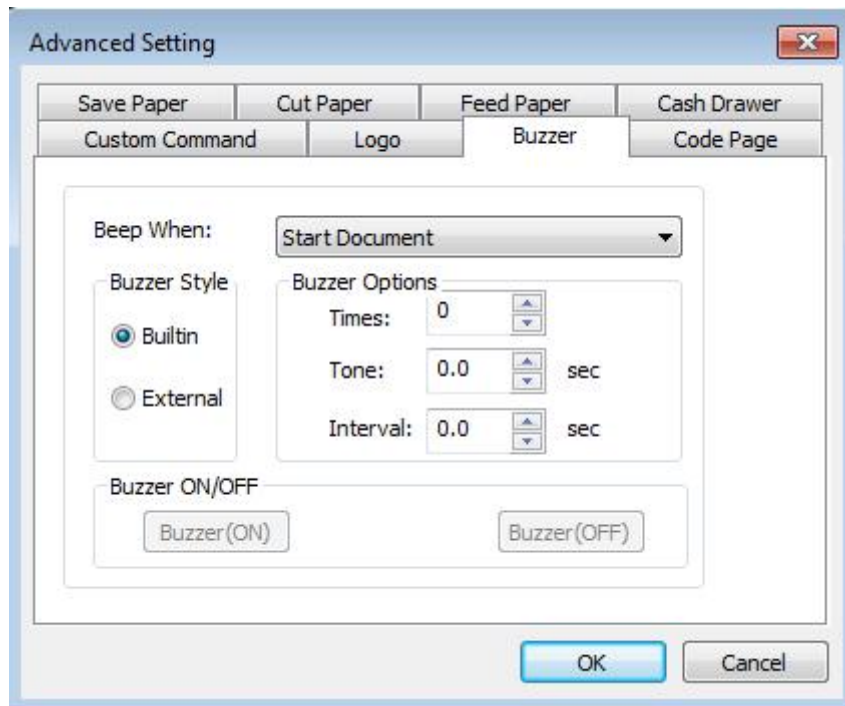 Advanced Setting
Save Paper Cut Paper Feed Paper Cash Drawer
Custom Command Logo Buzzer Code Page
Beep When: Start Document
Buzzer Style Buzzer Options
Times: 0
Builtin
Tone: 0.0 sec
External
Interval: 0.0 sec
Buzzer ON/OFF
Buzzer(ON) Buzzer(OFF)
OK Cancel